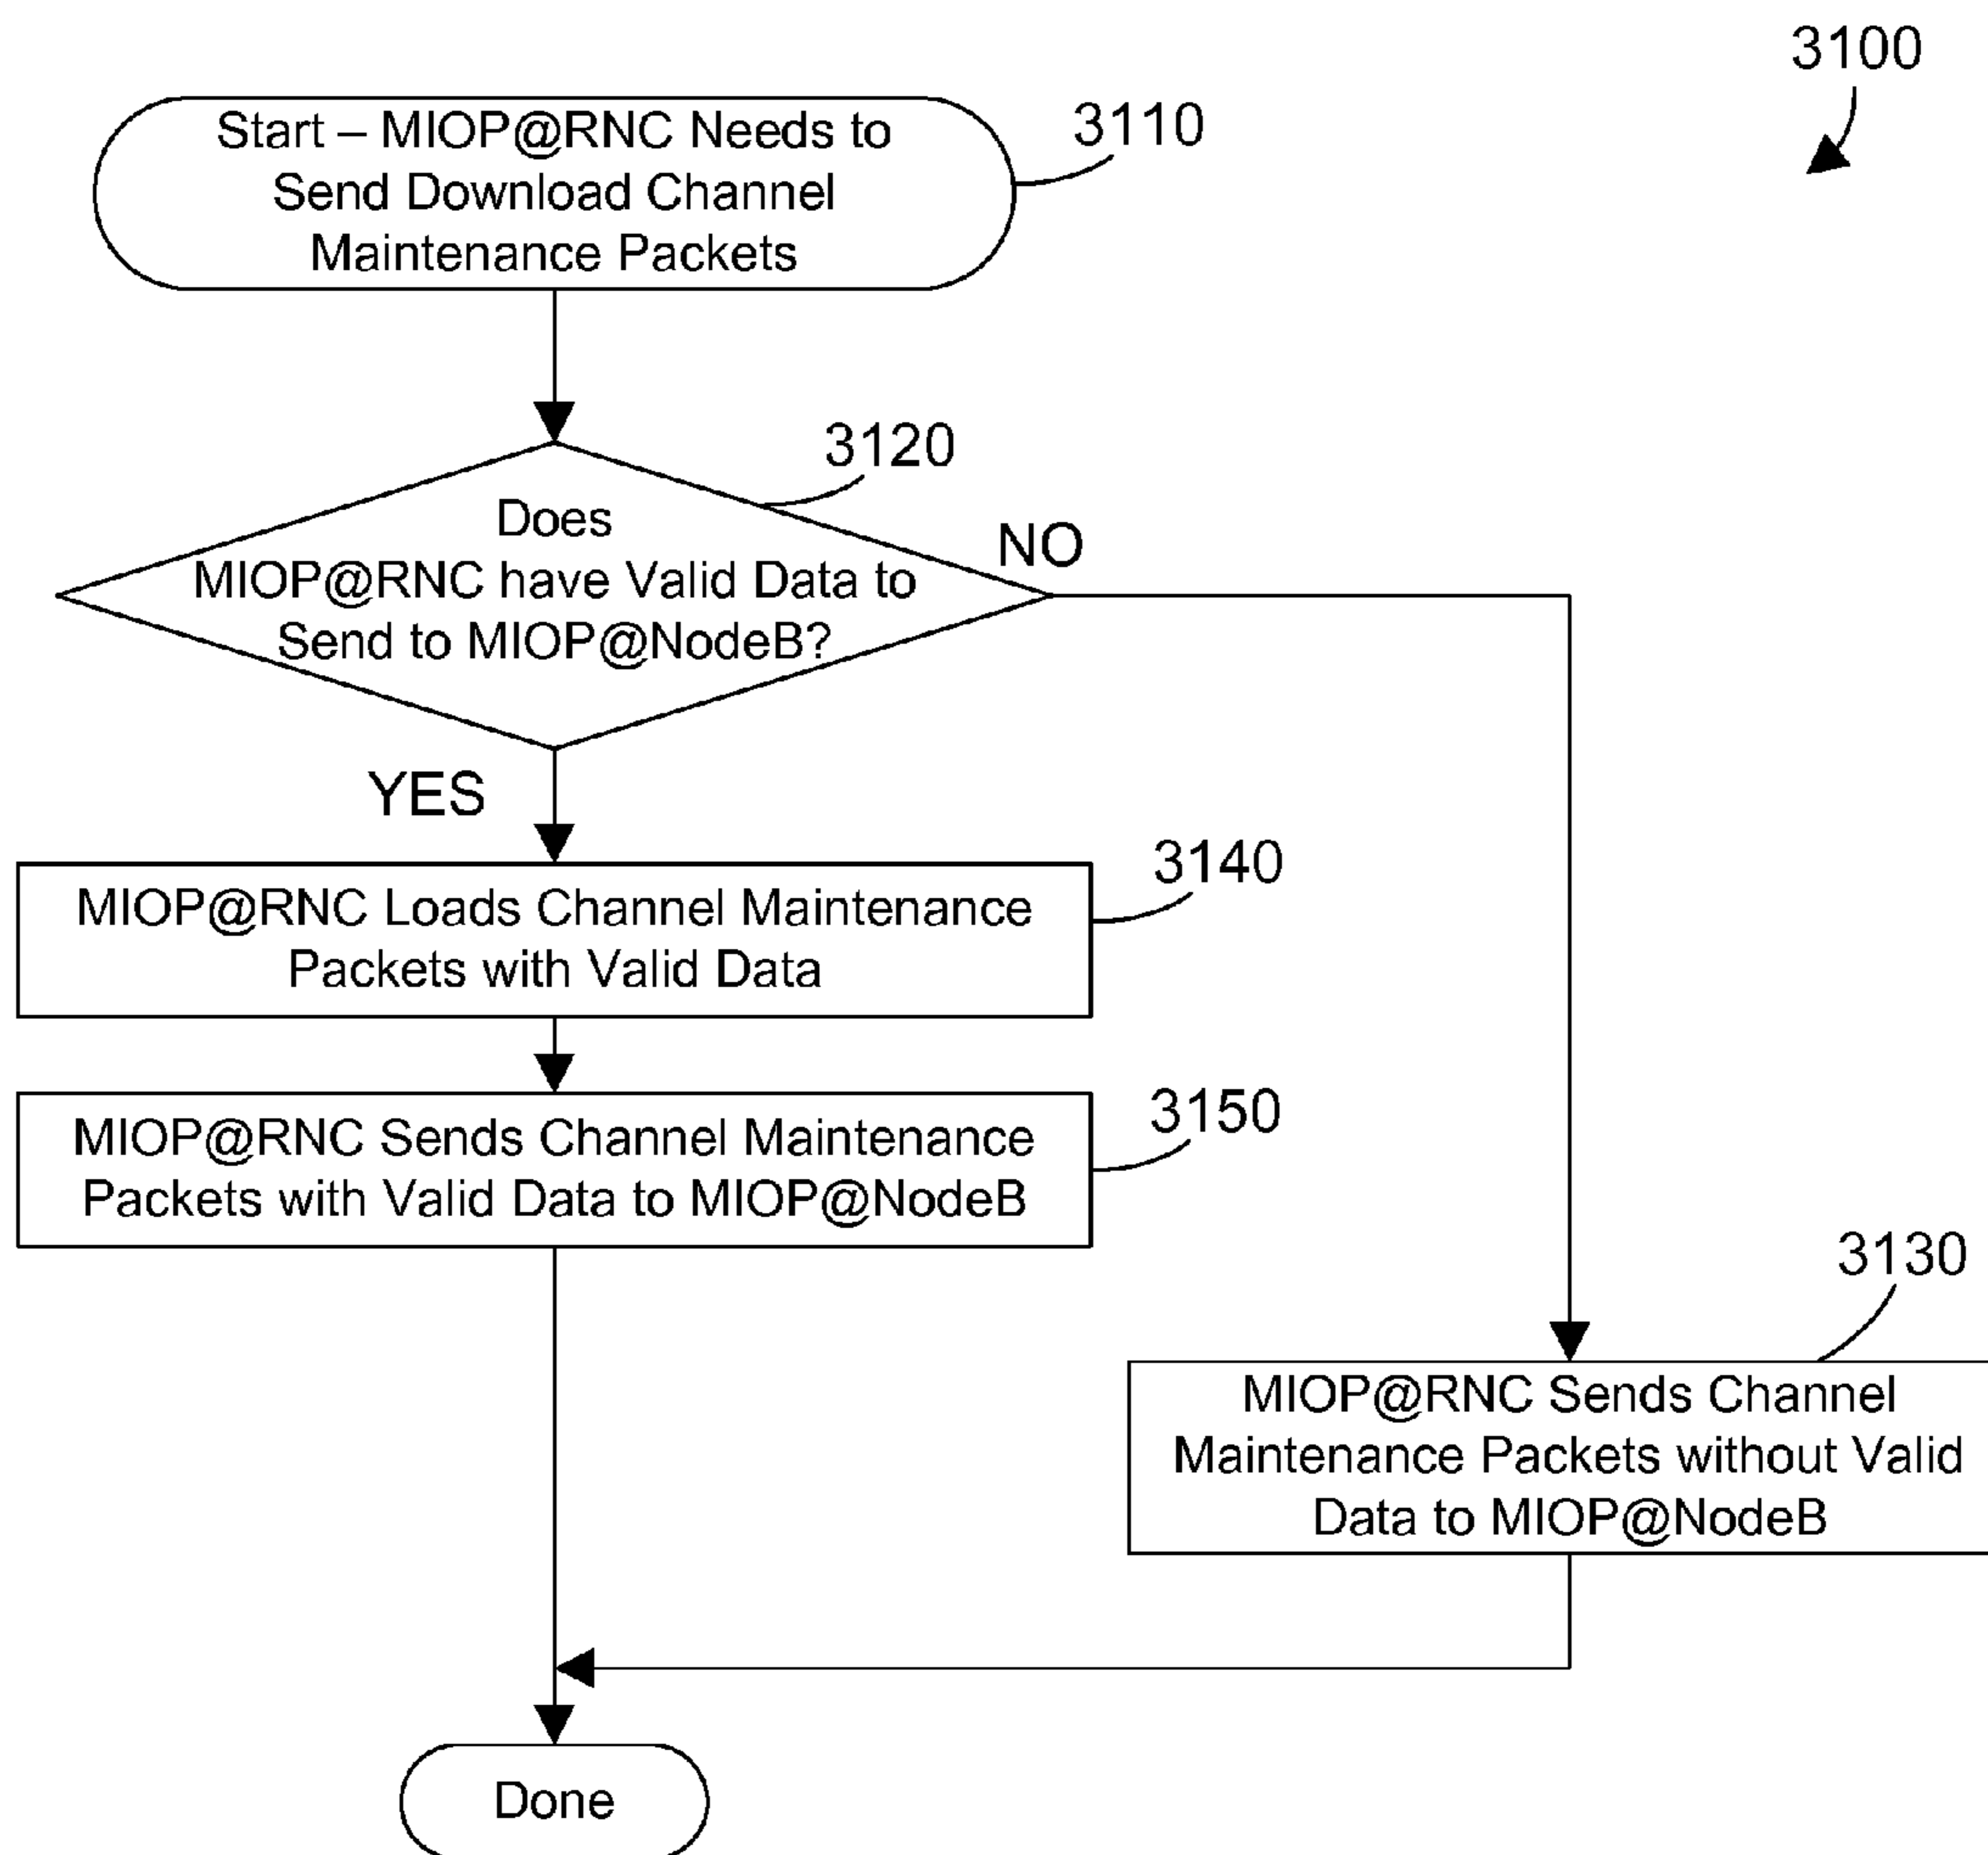 3100
Start – MIOP@RNC Needs to
Send Download Channel
Maintenance Packets
3110
3120
Does
MIOP@RNC have Valid Data to
Send to MIOP@NodeB?
NO
YES
3140
MIOP@RNC Loads Channel Maintenance
Packets with Valid Data
3150
MIOP@RNC Sends Channel Maintenance
Packets with Valid Data to MIOP@NodeB
3130
MIOP@RNC Sends Channel
Maintenance Packets without Valid
Data to MIOP@NodeB
Done